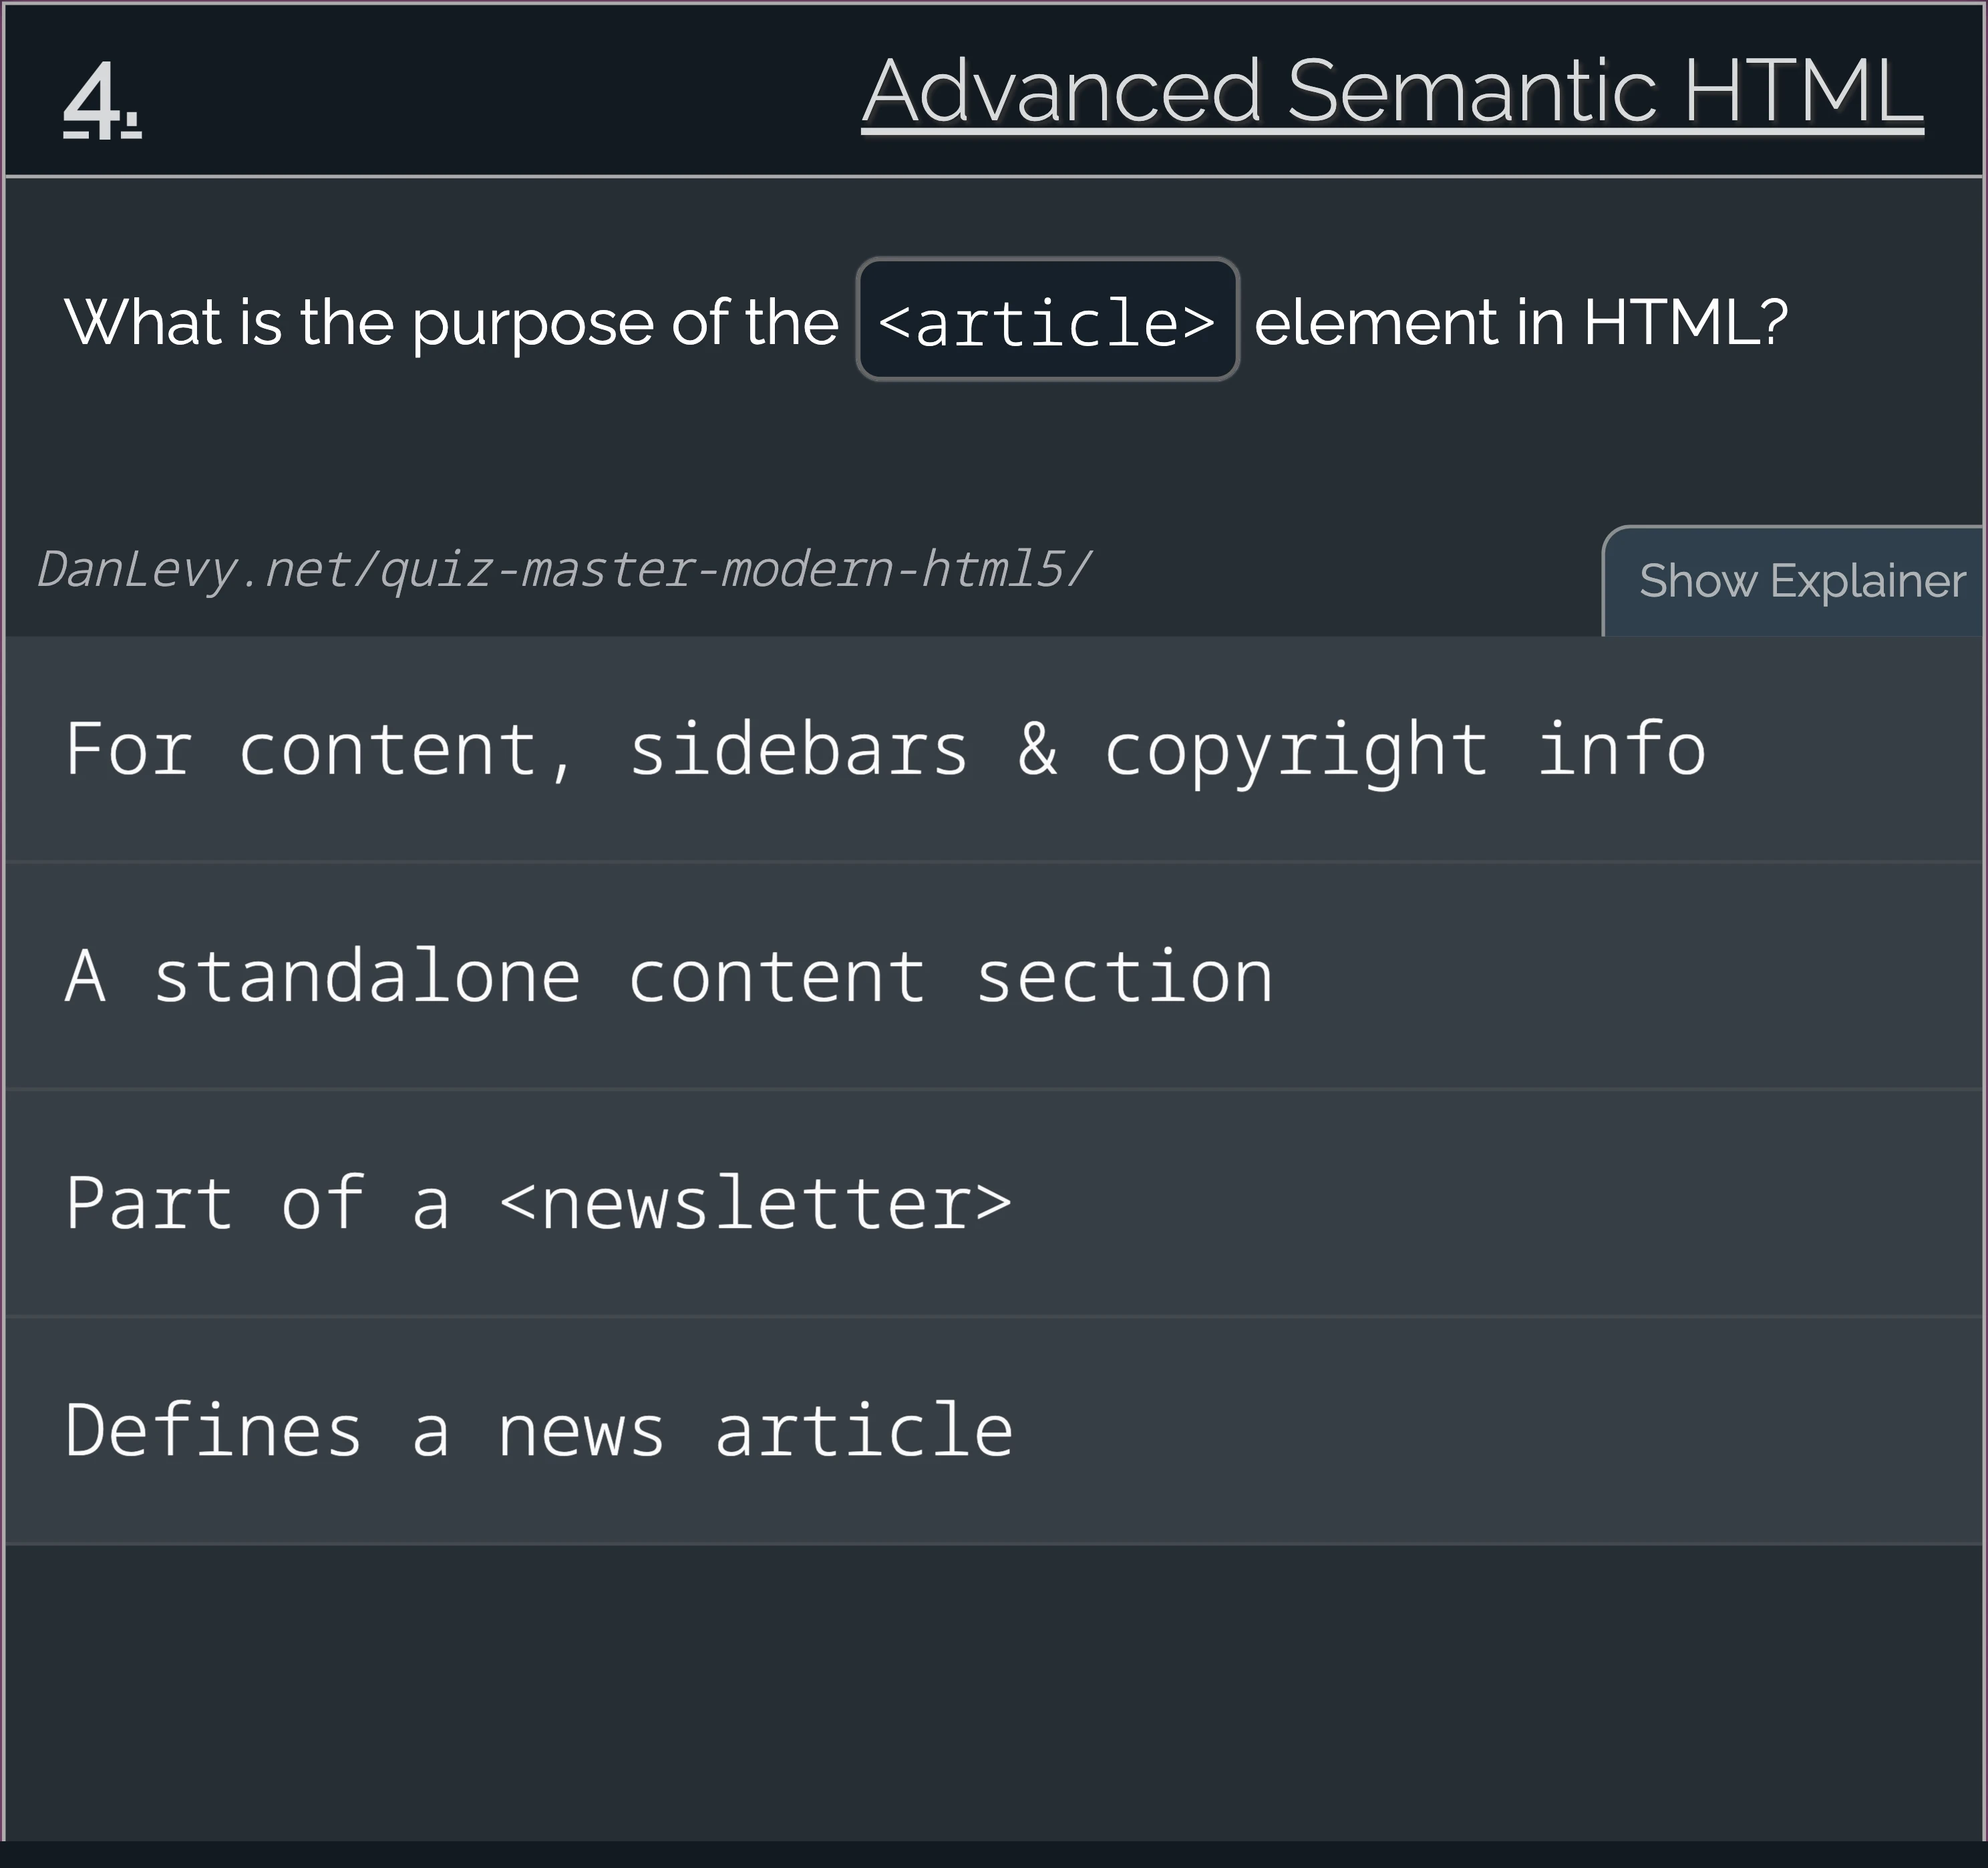 4.
Advanced Semantic HTML
What is the purpose of the <article> element in HTML?
DanLevy.net/quiz-master-modern-html5/
Show Explainer
For content, sidebars & copyright info
A standalone content section
Part of a <newsletter>
Defines a news article